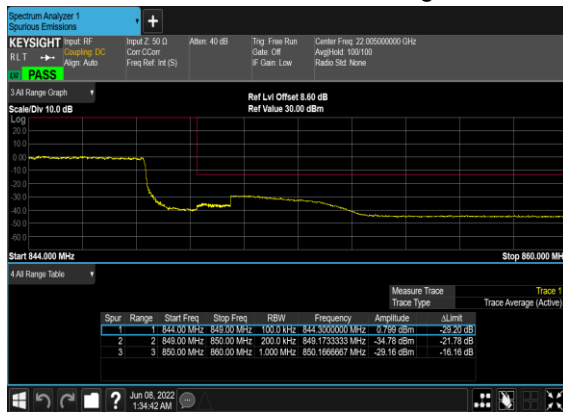 Spectrum Analyzer 1
Spurious Emissions
KEYSIGHT Input: RF Input Z: 50 Ω Atten: 40 dB Trig: Free Run Center Freq: 22.005000000 GHz
R L T Coupling: DC Corr CCorr Gate: Off Avg|Hold: 100/100
Align: Auto Freq Ref: Int (S) IF Gain: Low Radio Std: None
PASS
3 All Range Graph
Ref Lvl Offset 8.60 dB
Scale/Div 10.0 dB Ref Value 30.00 dBm
Log
20.0
10.0
0.00
-10.0
-20.0
-30.0
-40.0
-50.0
-60.0
Start 844.000 MHz Stop 860.000 MH
4 All Range Table
Measure Trace Trace 1
Trace Type Trace Average (Active)
Spur Range Start Freq Stop Freq RBW Frequency Amplitude ΔLimit
1 1 844.00 MHz 849.00 MHz 100.0 kHz 844.3000000 MHz 0.799 dBm -29.20 dB
2 2 849.00 MHz 850.00 MHz 200.0 kHz 849.1733333 MHz -34.78 dBm -21.78 dB
3 3 850.00 MHz 860.00 MHz 1.000 MHz 850.1666667 MHz -29.16 dBm -16.16 dB
?
Jun 08, 2022
1:34:42 AM